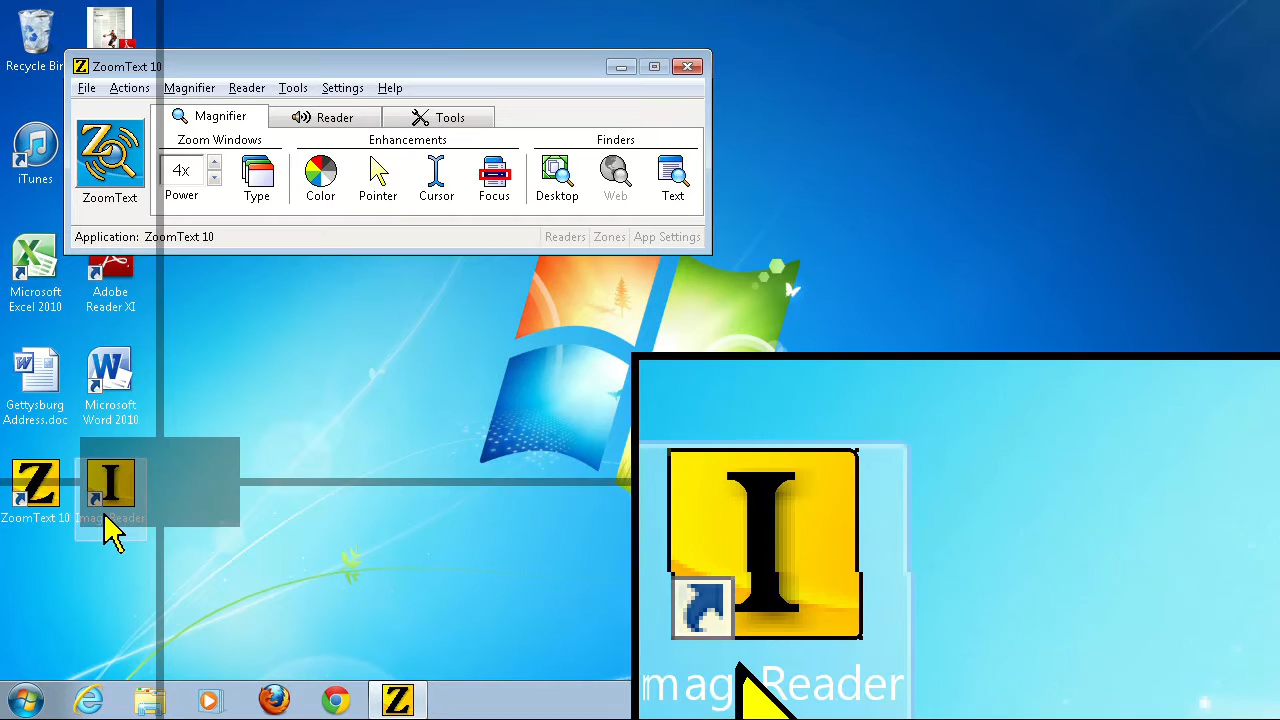 Recycle Bin
ZoomText 10
File Actions Magnifier Reader Tools Settings Help
Magnifier Reader Tools
Zoom Windows Enhancements Finders
4x
Power Type Color Pointer Cursor Focus Desktop Web Text
ZoomText
Application: ZoomText 10
Readers Zones App Settings
iTunes
Microsoft
Excel 2010
Adobe
Reader XI
Gettysburg
Address.doc
Microsoft
Word 2010
Z
I
ZoomText 10
Reader
I
Reader
Z